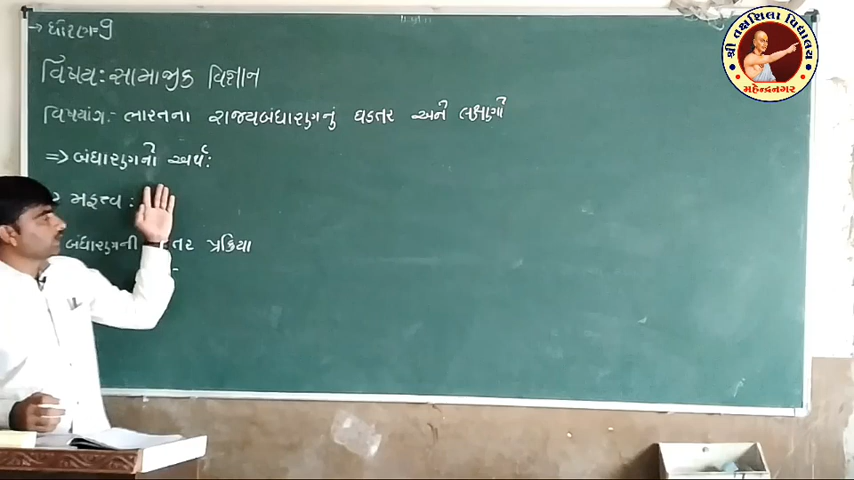 → ધોરણ=9
વિષય: સામાજીક વિજ્ઞાન
વિષયાંગ:- ભારતના રાજ્યબંધારણનું ઘડતર અને લક્ષણો
=> બંધારણનો અર્થ:
મહત્ત્વ :
બંધારણની તર પ્રક્રિયા
શ્રી તક્ષશિલા વિદ્યાલય
મહેન્દ્રનગર